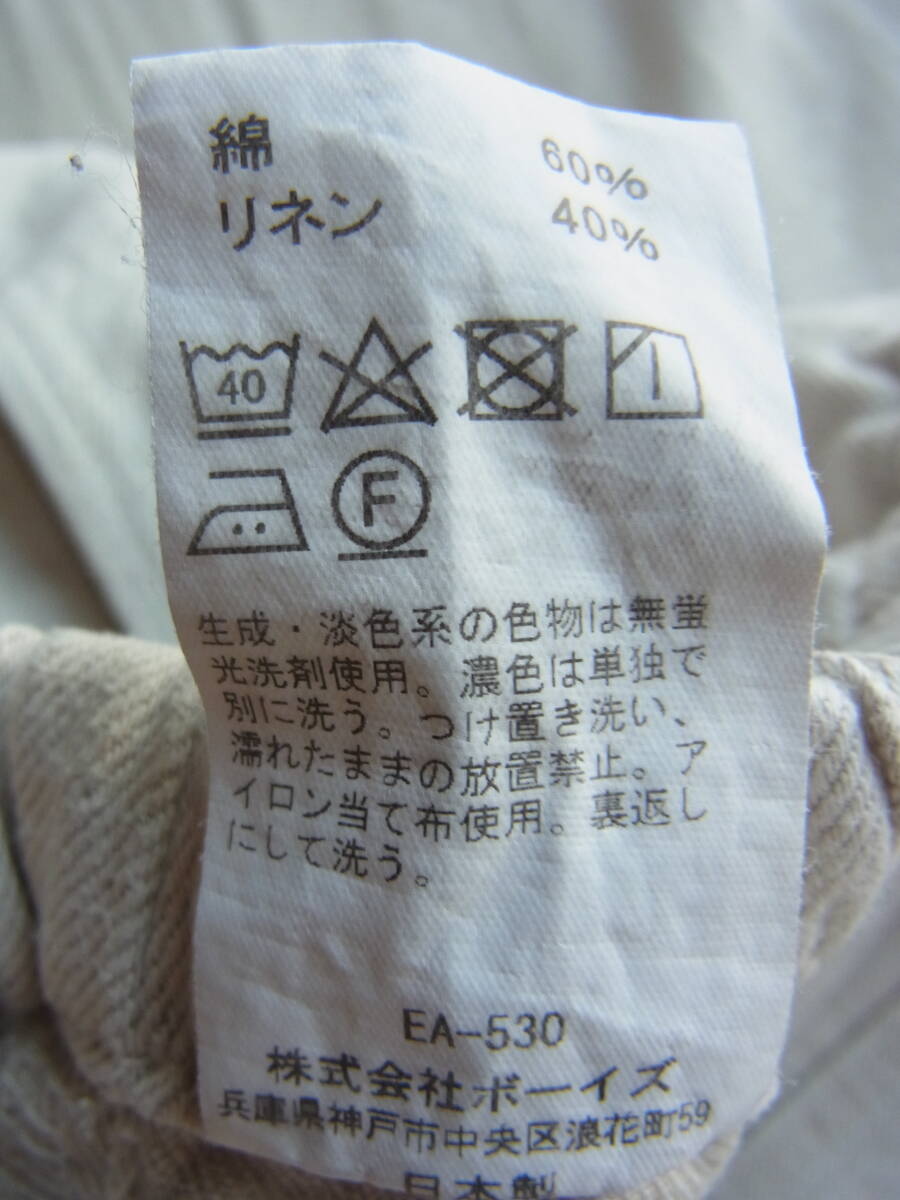 綿 60%
リネン 40%
40
F
生成・淡色系の色物は無蛍
光洗剤使用。濃色は単独で
別に洗う。つけ置き洗い、
濡れたままの放置禁止。ア
イロン当て布使用。裏返し
にして洗う。
EA-530
株式会社ボーイズ
兵庫県神戸市中央区浪花町59
日本製